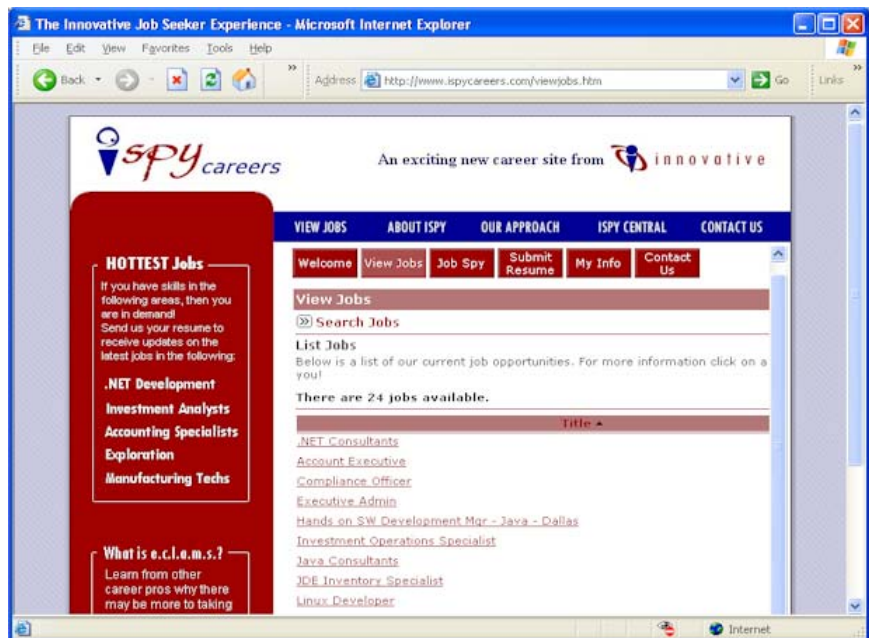 The Innovative Job Seeker Experience - Microsoft Internet Explorer
File Edit View Favorites Tools Help
Back Address http://www.ispycareers.com/viewjobs.htm Go Links
ispy careers
An exciting new career site from innovative
VIEW JOBS ABOUT ISPY OUR APPROACH ISPY CENTRAL CONTACT US
HOTTEST Jobs
If you have skills in the
following areas, then you
are in demand!
Send us your resume to
receive updates on the
latest jobs in the following:
.NET Development
Investment Analysts
Accounting Specialists
Exploration
Manufacturing Techs
What is e.c.l.a.m.s.?
Learn from other
career pros why there
may be more to taking
Welcome View Jobs Job Spy Submit Resume My Info Contact Us
View Jobs
Search Jobs
List Jobs
Below is a list of our current job opportunities. For more information click on a
you!
There are 24 jobs available.
Title
.NET Consultants
Account Executive
Compliance Officer
Executive Admin
Hands on SW Development Mgr - Java - Dallas
Investment Operations Specialist
Java Consultants
JDE Inventory Specialist
Linux Developer
Internet